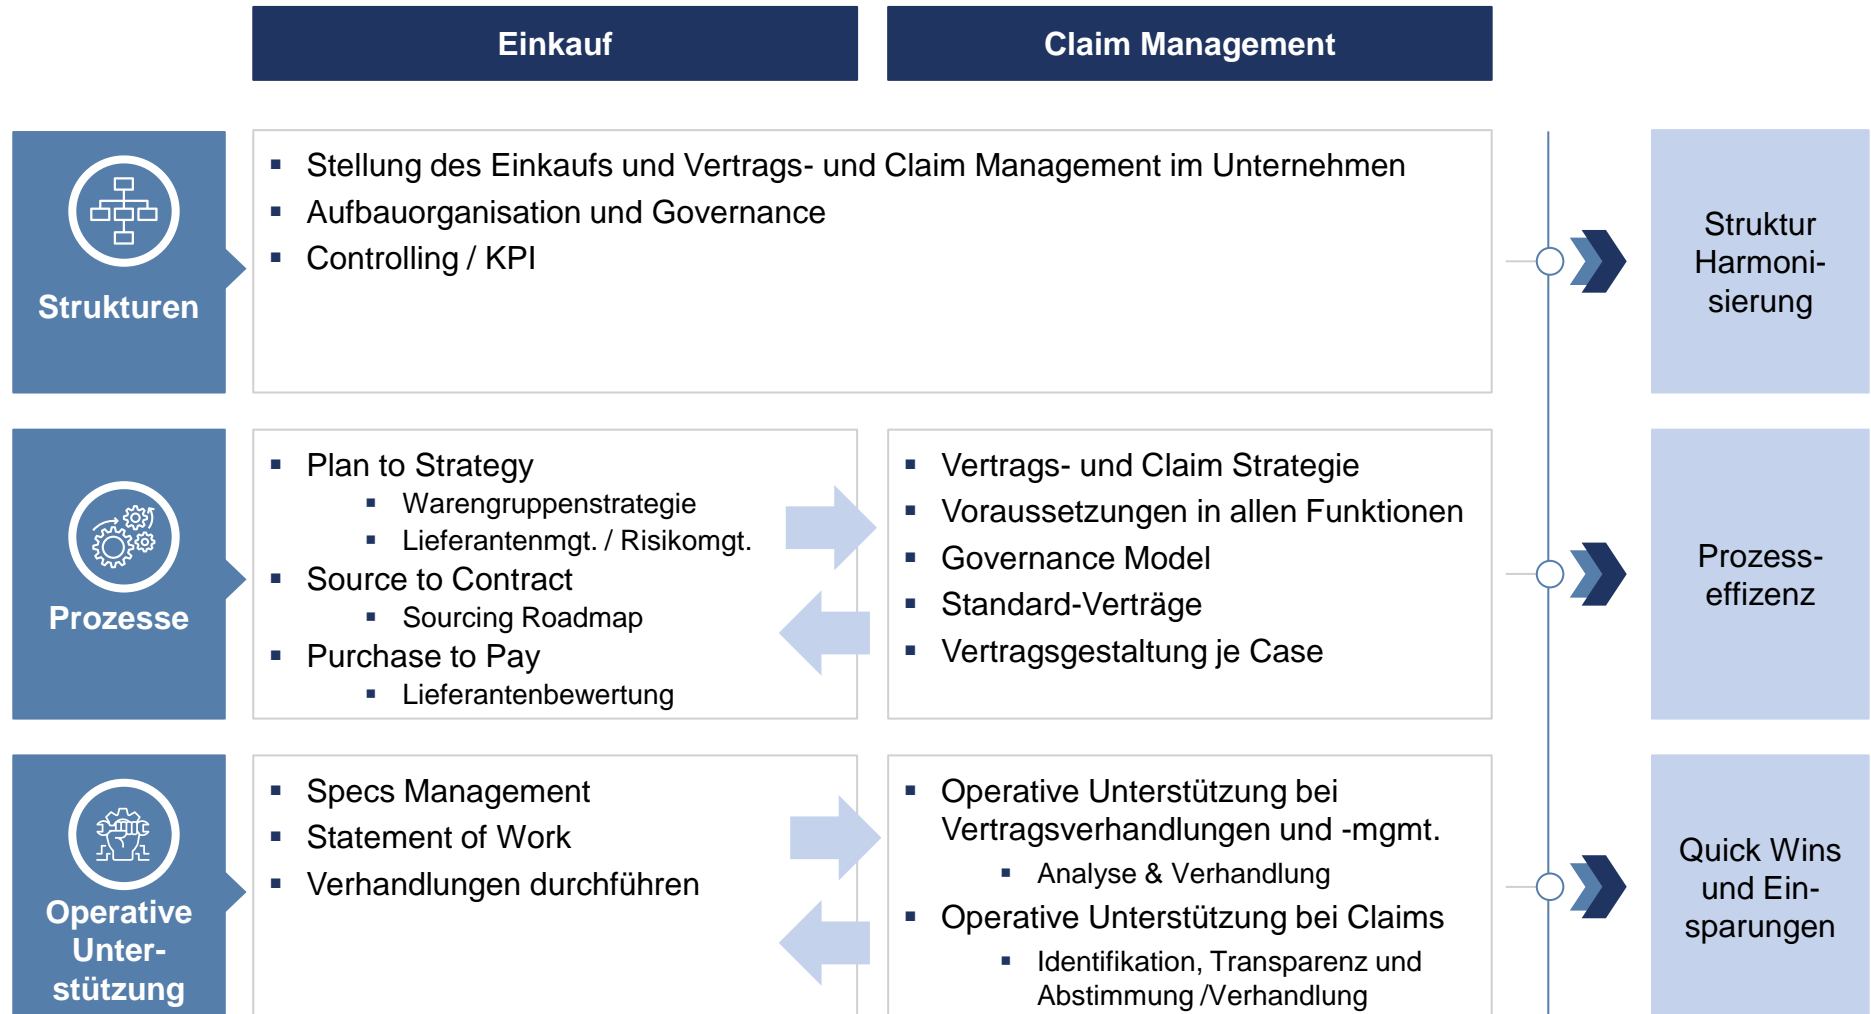 Einkauf
Claim Management
Strukturen
▪ Stellung des Einkaufs und Vertrags- und Claim Management im Unternehmen
▪ Aufbauorganisation und Governance
▪ Controlling / KPI
Struktur
Harmoni-
sierung
Prozesse
▪ Plan to Strategy
▪ Warengruppenstrategie
▪ Lieferantenmgt. / Risikomgt.
▪ Source to Contract
▪ Sourcing Roadmap
▪ Purchase to Pay
▪ Lieferantenbewertung
▪ Vertrags- und Claim Strategie
▪ Voraussetzungen in allen Funktionen
▪ Governance Model
▪ Standard-Verträge
▪ Vertragsgestaltung je Case
Prozess-
effizenz
Operative
Unter-
stützung
▪ Specs Management
▪ Statement of Work
▪ Verhandlungen durchführen
▪ Operative Unterstützung bei
Vertragsverhandlungen und -mgmt.
▪ Analyse & Verhandlung
▪ Operative Unterstützung bei Claims
▪ Identifikation, Transparenz und
Abstimmung /Verhandlung
Quick Wins
und Ein-
sparungen